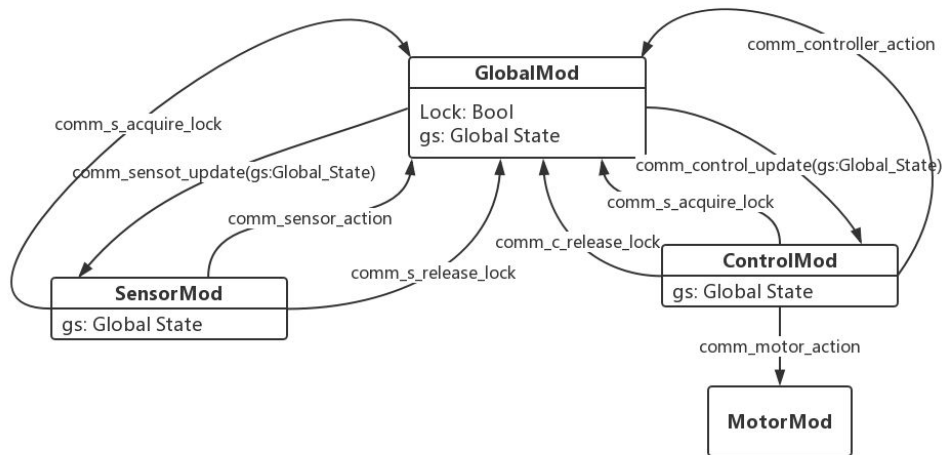 comm_controller_action
GlobalMod
Lock: Bool
gs: Global State
comm_s_acquire_lock
comm_sensot_update(gs:Global_State)
comm_control_update(gs:Global_State)
comm_sensor_action
comm_s_acquire_lock
comm_c_release_lock
comm_s_release_lock
SensorMod
gs: Global State
ControlMod
gs: Global State
comm_motor_action
MotorMod